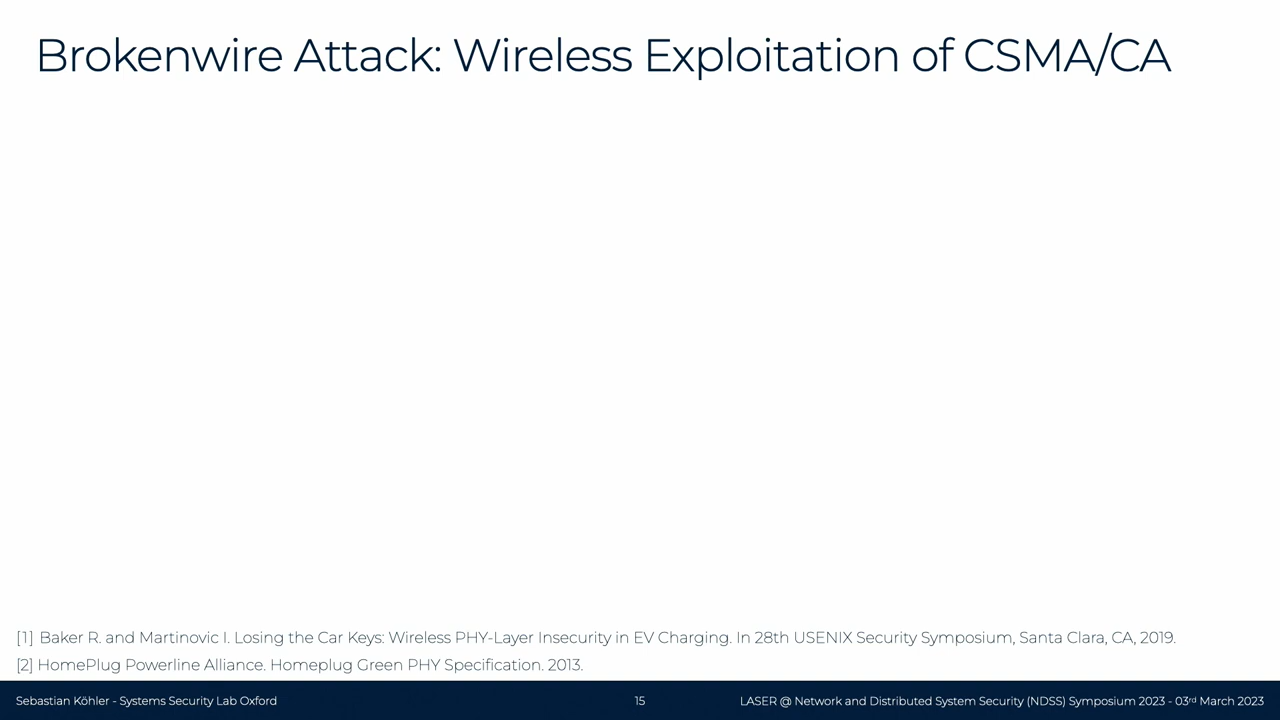 Brokenwire Attack: Wireless Exploitation of CSMA/CA
[1] Baker R. and Martinovic I. Losing the Car Keys: Wireless PHY-Layer Insecurity in EV Charging. In 28th USENIX Security Symposium, Santa Clara, CA, 2019.
[2] HomePlug Powerline Alliance. Homeplug Green PHY Specification. 2013.
Sebastian Köhler - Systems Security Lab Oxford
15
LASER @ Network and Distributed System Security (NDSS) Symposium 2023 - 03rd March 2023